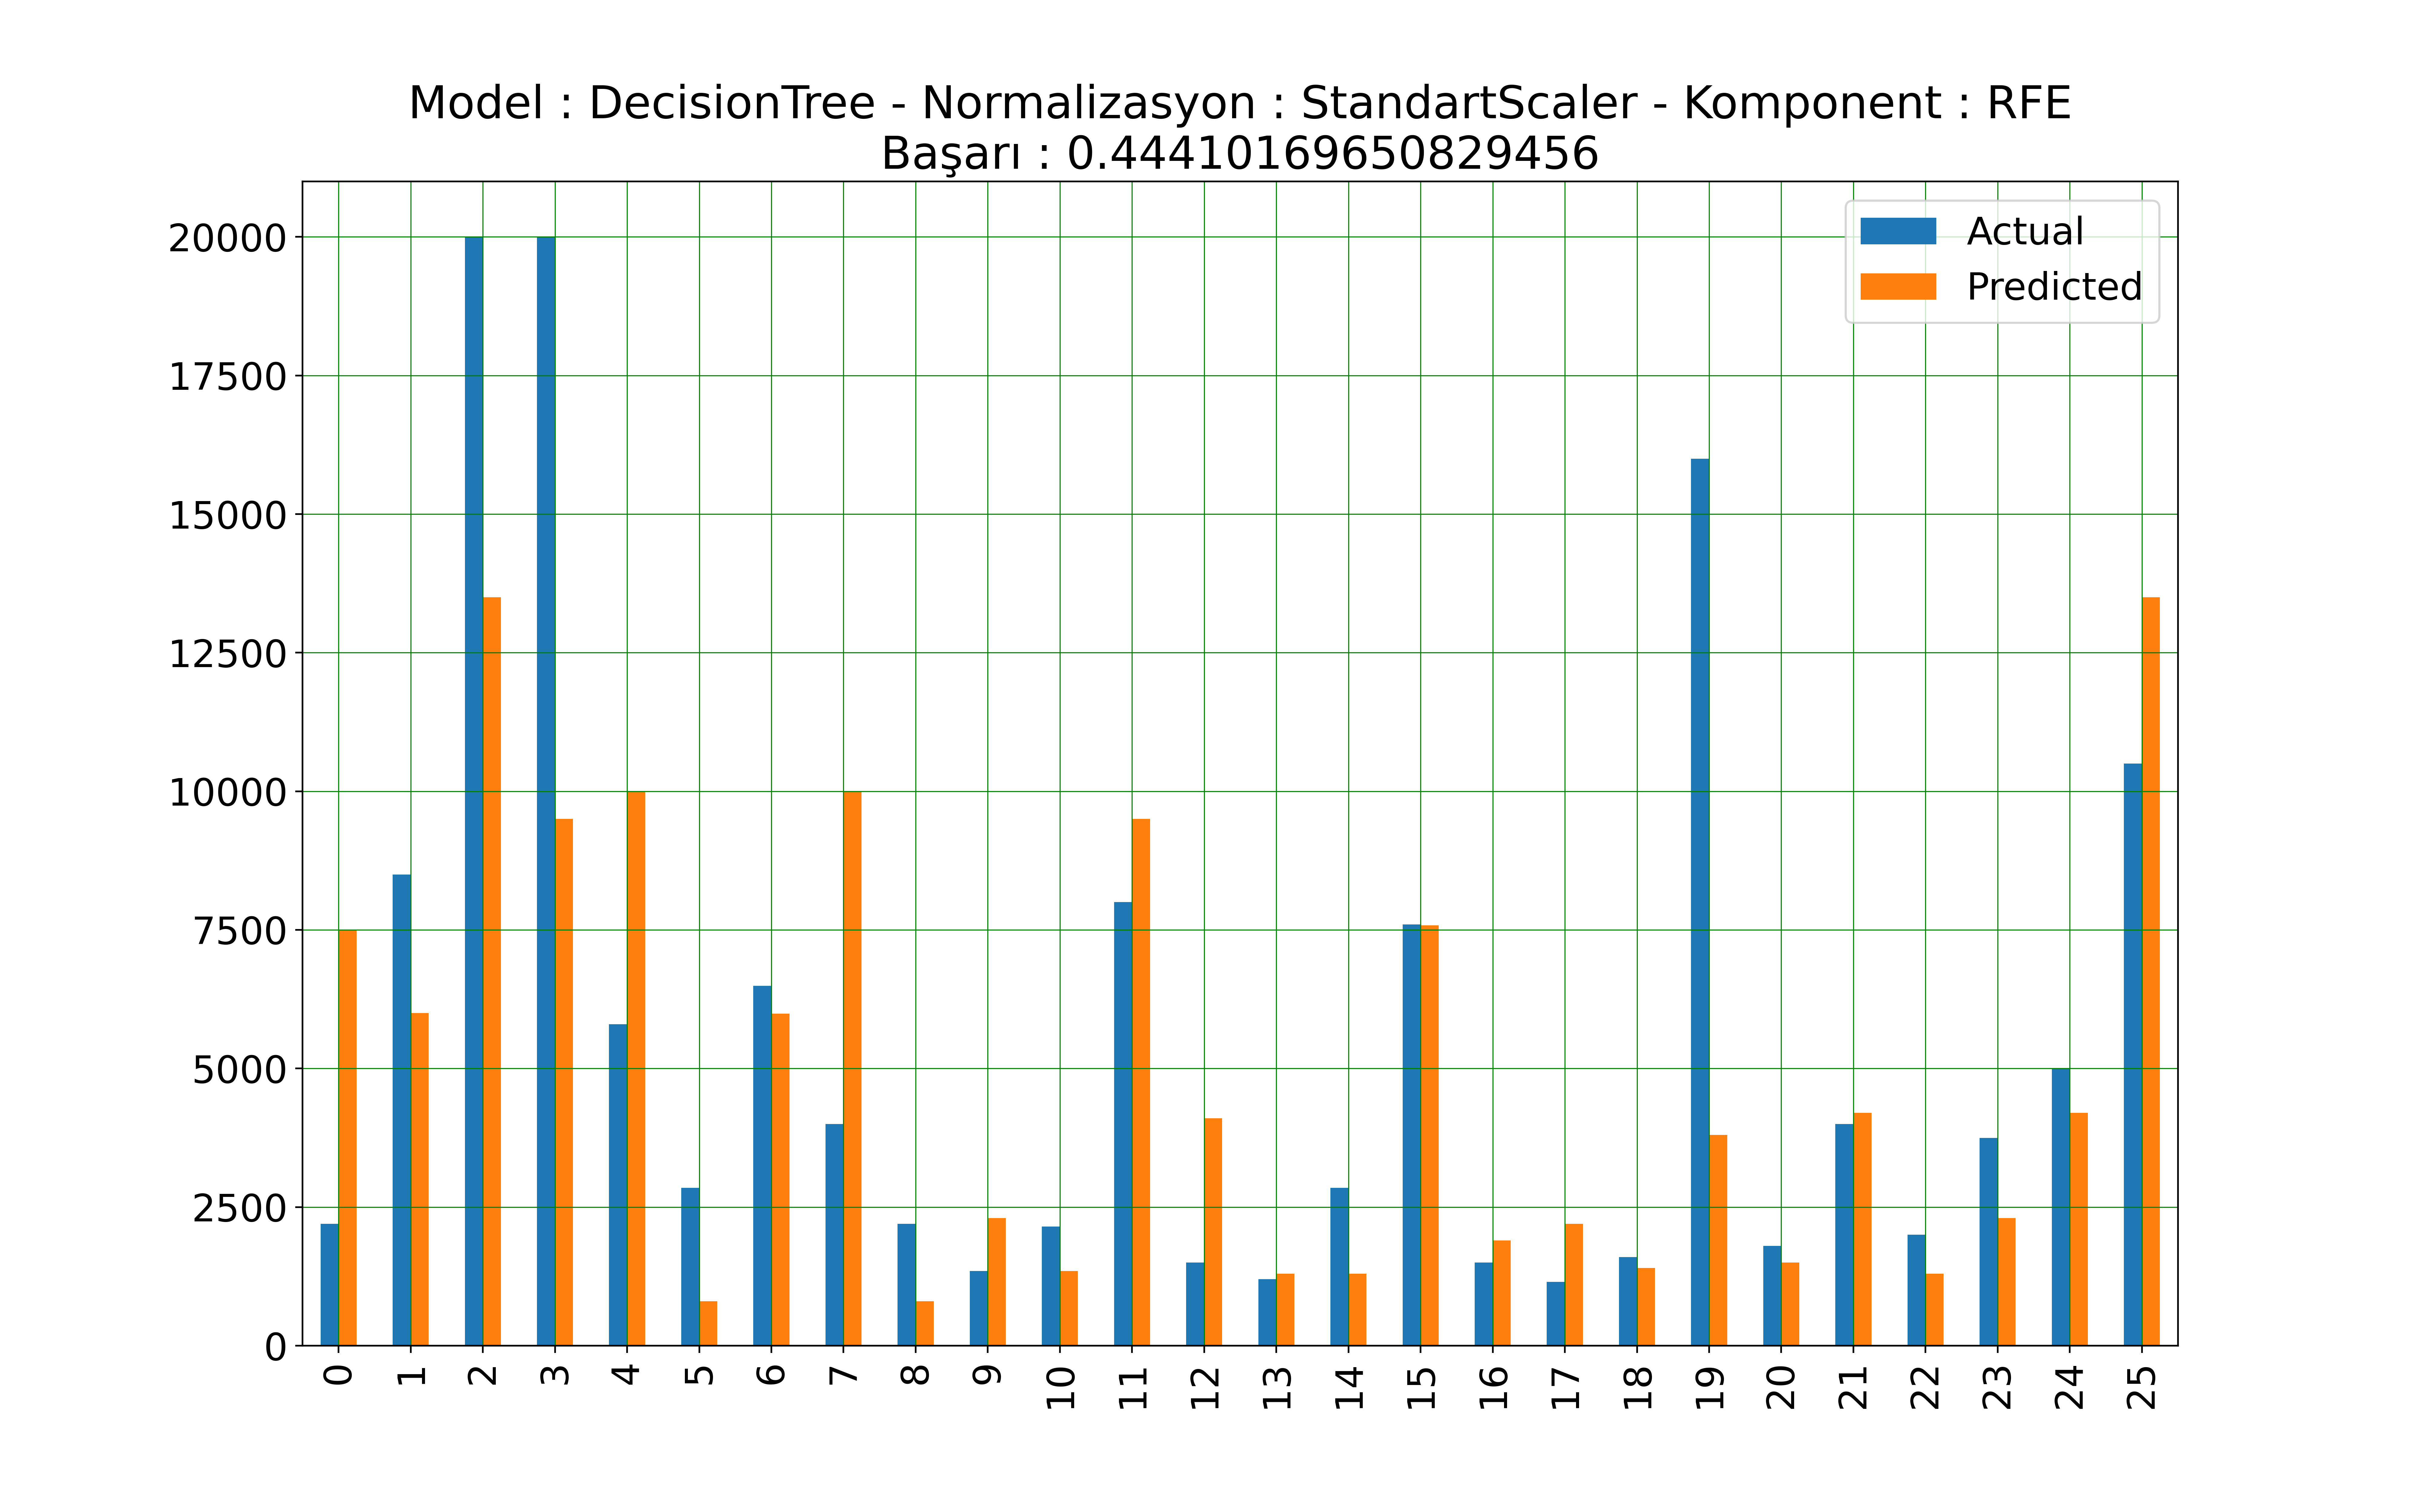 Model : DecisionTree - Normalizasyon : StandartScaler - Komponent : RFE
Başarı : 0.44410169650829456
Actual
Predicted
20000
17500
15000
12500
10000
7500
5000
2500
0
0 1 2 3 4 5 6 7 8 9 10 11 12 13 14 15 16 17 18 19 20 21 22 23 24 25